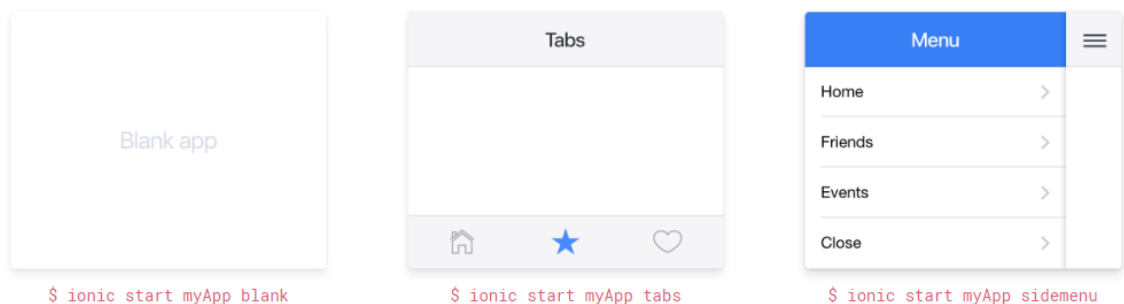 Blank app
$ ionic start myApp blank
Tabs
$ ionic start myApp tabs
Menu
Home
Friends
Events
Close
$ ionic start myApp sidemenu